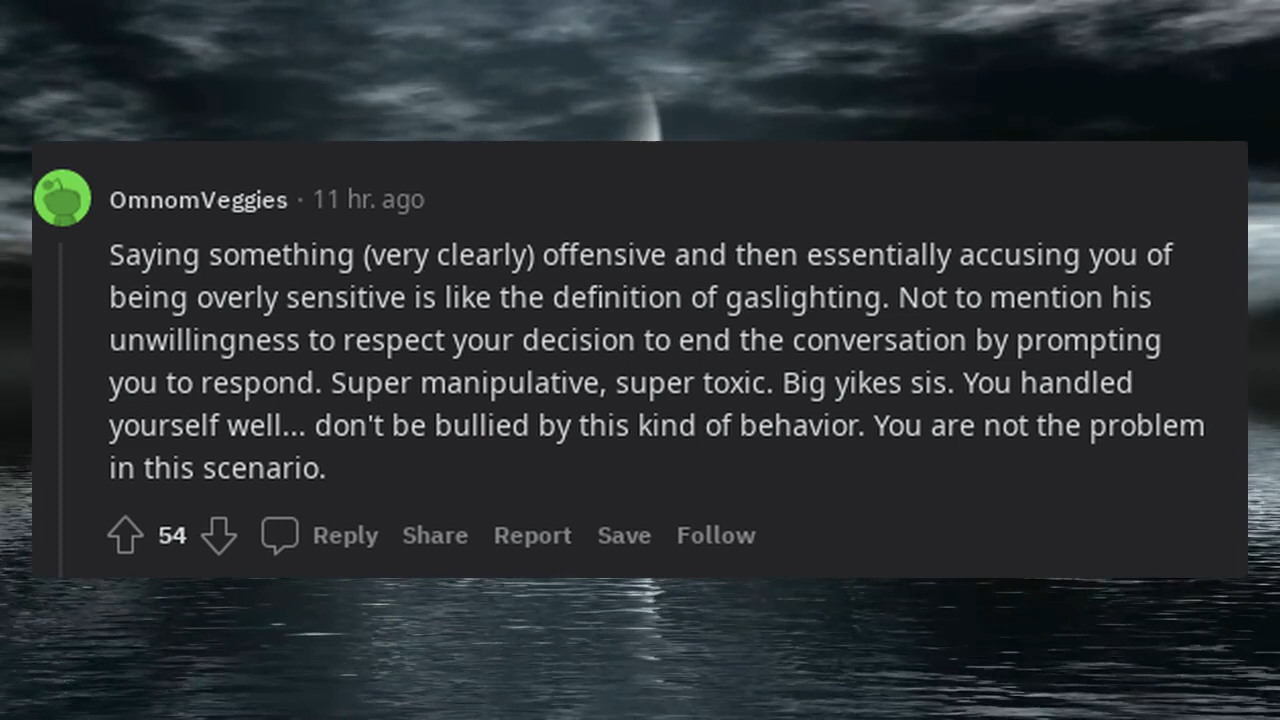 OmnomVeggies · 11 hr. ago
Saying something (very clearly) offensive and then essentially accusing you of
being overly sensitive is like the definition of gaslighting. Not to mention his
unwillingness to respect your decision to end the conversation by prompting
you to respond. Super manipulative, super toxic. Big yikes sis. You handled
yourself well... don't be bullied by this kind of behavior. You are not the problem
in this scenario.
54 Reply Share Report Save Follow